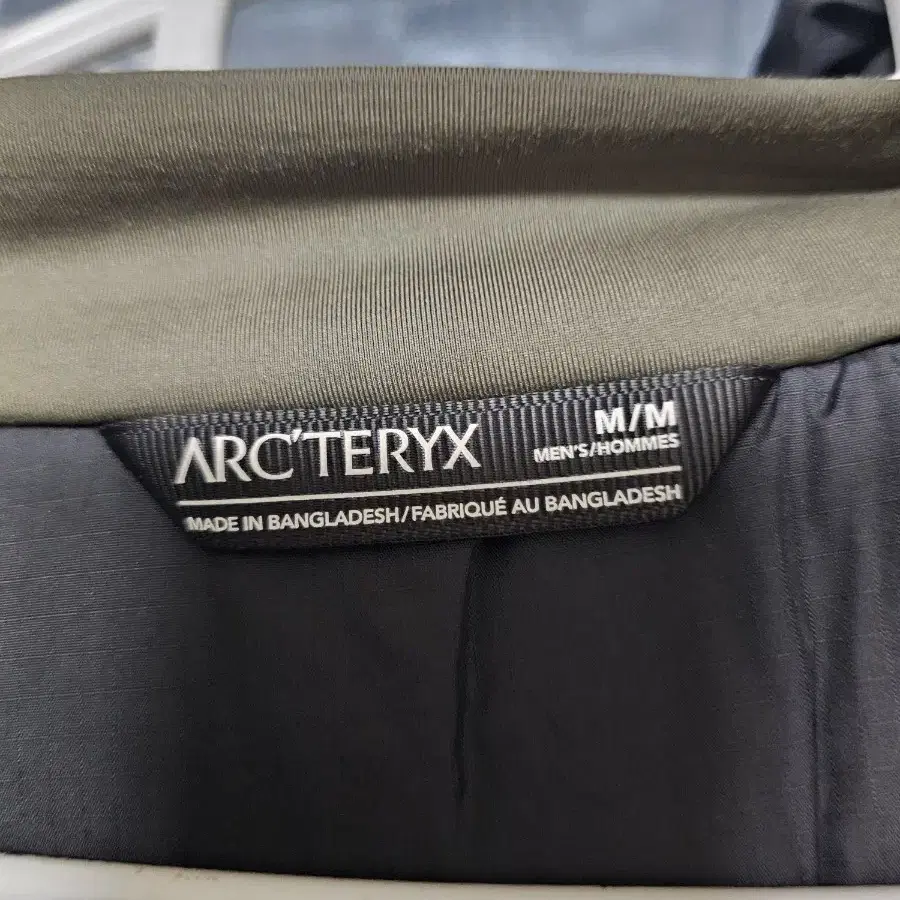 ARC'TERYX
M/M
MEN'S/HOMMES
MADE IN BANGLADESH/FABRIQUÉ AU BANGLADESH